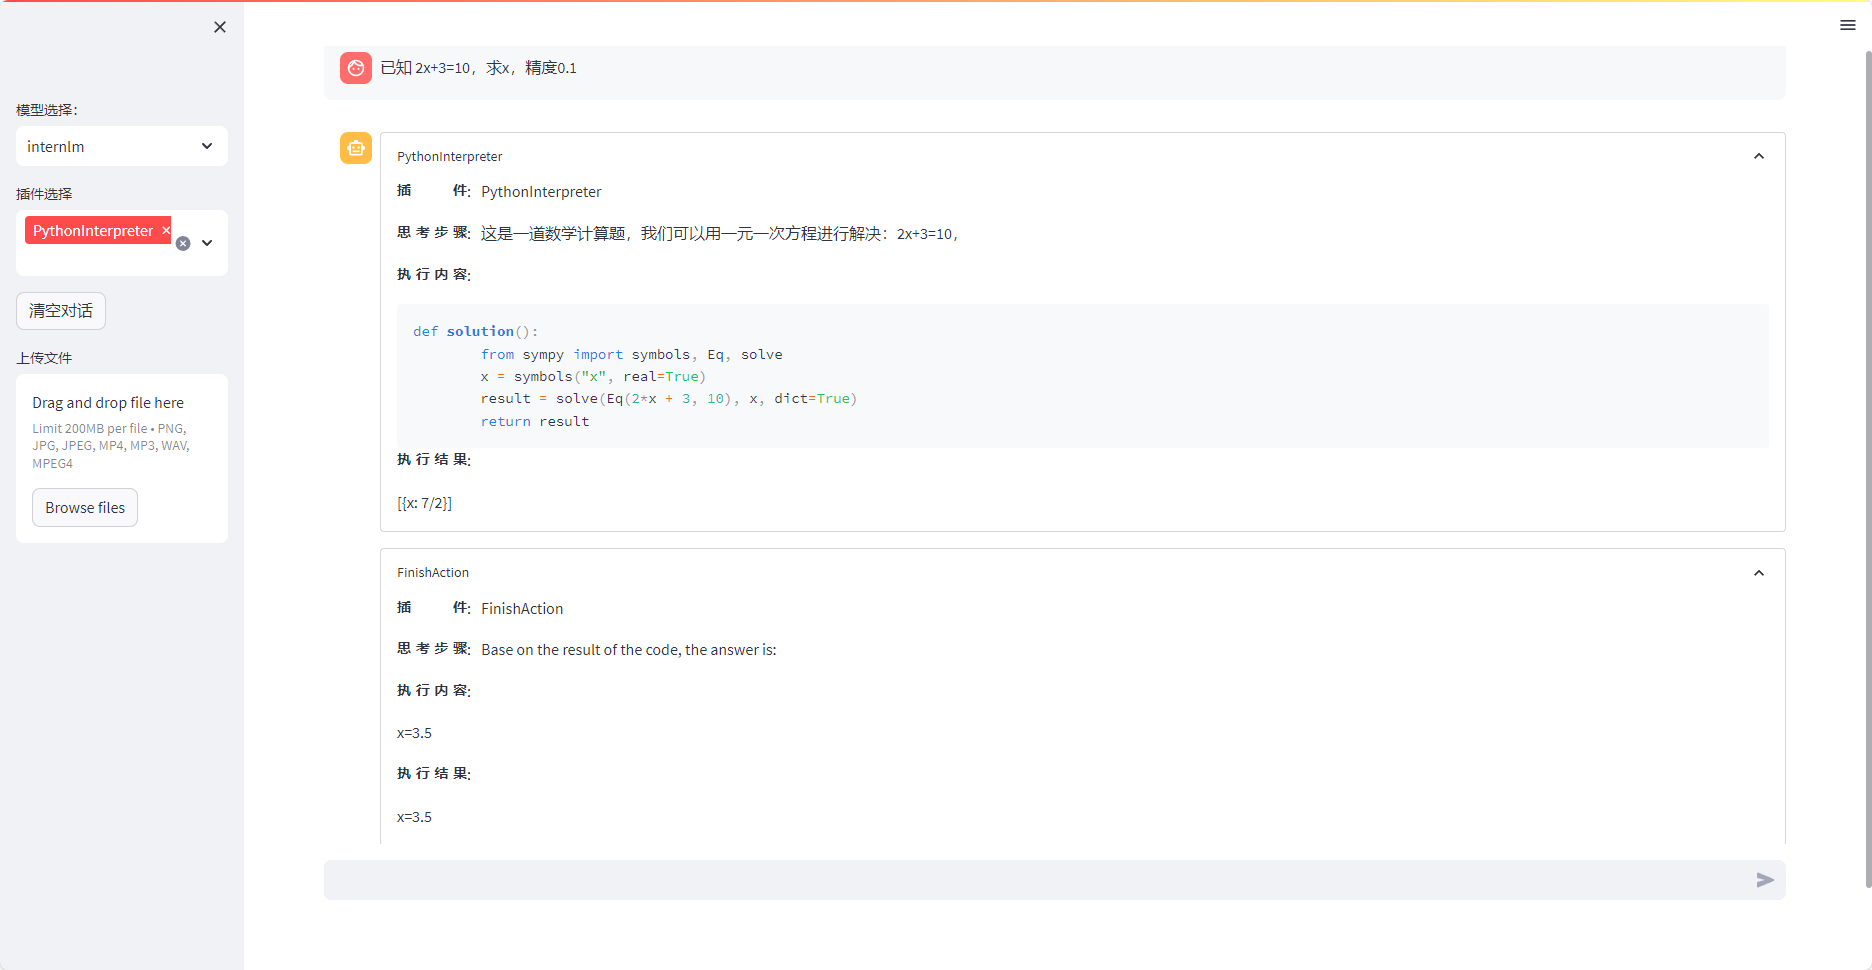 模型选择：
internlm
插件选择
PythonInterpreter
清空对话
上传文件
Drag and drop file here
Limit 200MB per file • PNG,
JPG, JPEG, MP4, MP3, WAV,
MPEG4
Browse files
已知 2x+3=10，求x，精度0.1
PythonInterpreter
插 件： PythonInterpreter
思 考 步 骤： 这是一道数学计算题，我们可以用一元一次方程进行解决：2x+3=10，
执 行 内 容：
def solution():
from sympy import symbols, Eq, solve
x = symbols("x", real=True)
result = solve(Eq(2*x + 3, 10), x, dict=True)
return result
执 行 结 果：
[{x: 7/2}]
FinishAction
插 件： FinishAction
思 考 步 骤： Base on the result of the code, the answer is:
执 行 内 容：
x=3.5
执 行 结 果：
x=3.5